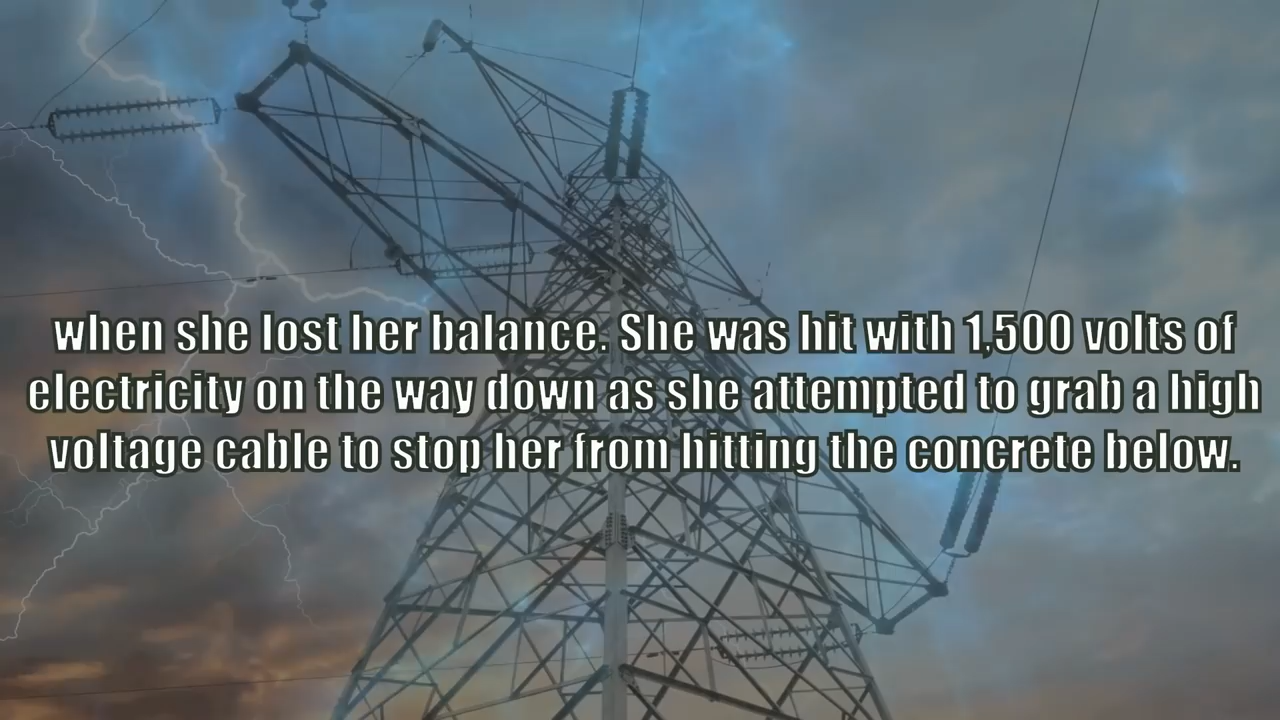 when she lost her balance. She was hit with 1,500 volts of
electricity on the way down as she attempted to grab a high
voltage cable to stop her from hitting the concrete below.